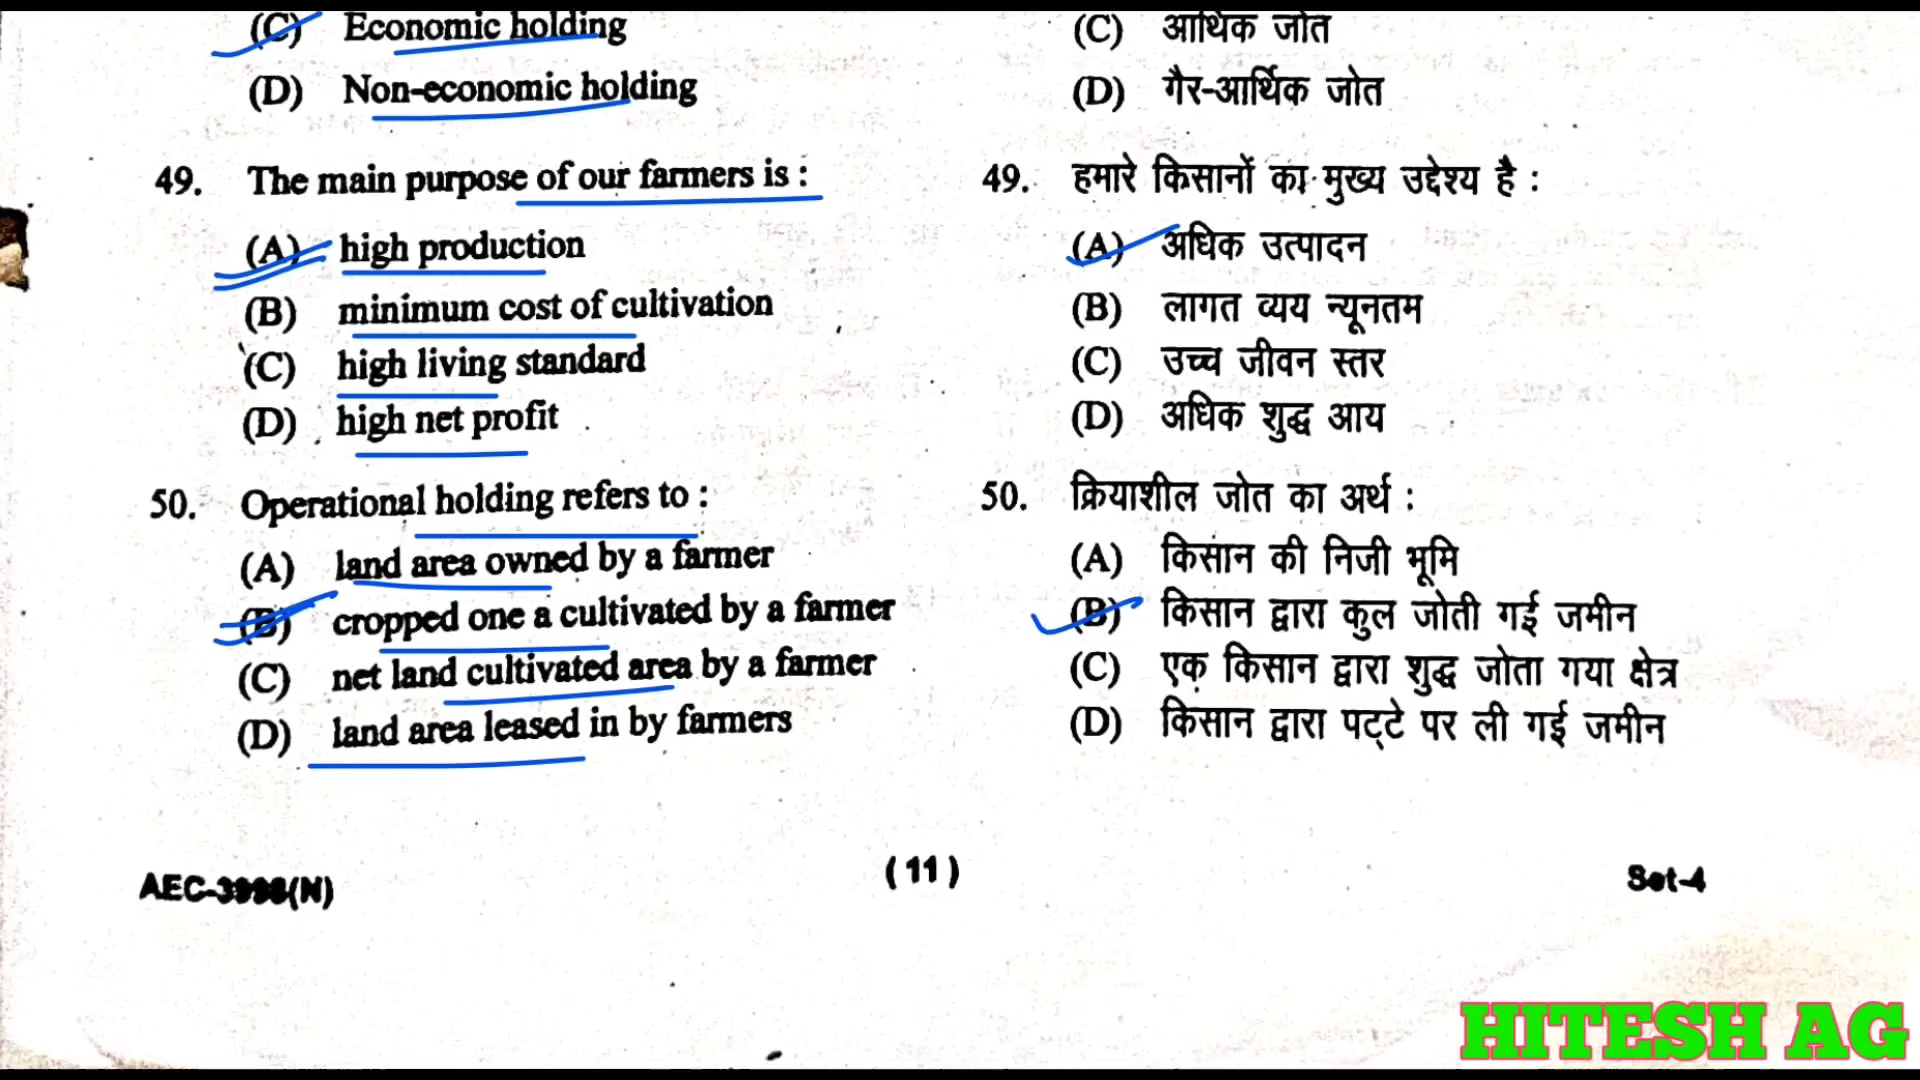 (C) Economic holding
(D) Non-economic holding
49. The main purpose of our farmers is :
(A) high production
(B) minimum cost of cultivation
(C) high living standard
(D) high net profit
50. Operational holding refers to :
(A) land area owned by a farmer
(B) cropped one a cultivated by a farmer
(C) net land cultivated area by a farmer
(D) land area leased in by farmers
(C) आर्थिक जोत
(D) गैर-आर्थिक जोत
49. हमारे किसानों का मुख्य उद्देश्य है :
(A) अधिक उत्पादन
(B) लागत व्यय न्यूनतम
(C) उच्च जीवन स्तर
(D) अधिक शुद्ध आय
50. क्रियाशील जोत का अर्थ :
(A) किसान की निजी भूमि
(B) किसान द्वारा कुल जोती गई जमीन
(C) एक किसान द्वारा शुद्ध जोता गया क्षेत्र
(D) किसान द्वारा पट्टे पर ली गई जमीन
AEC-3998(N)
( 11 )
Set-4
HITESH AG